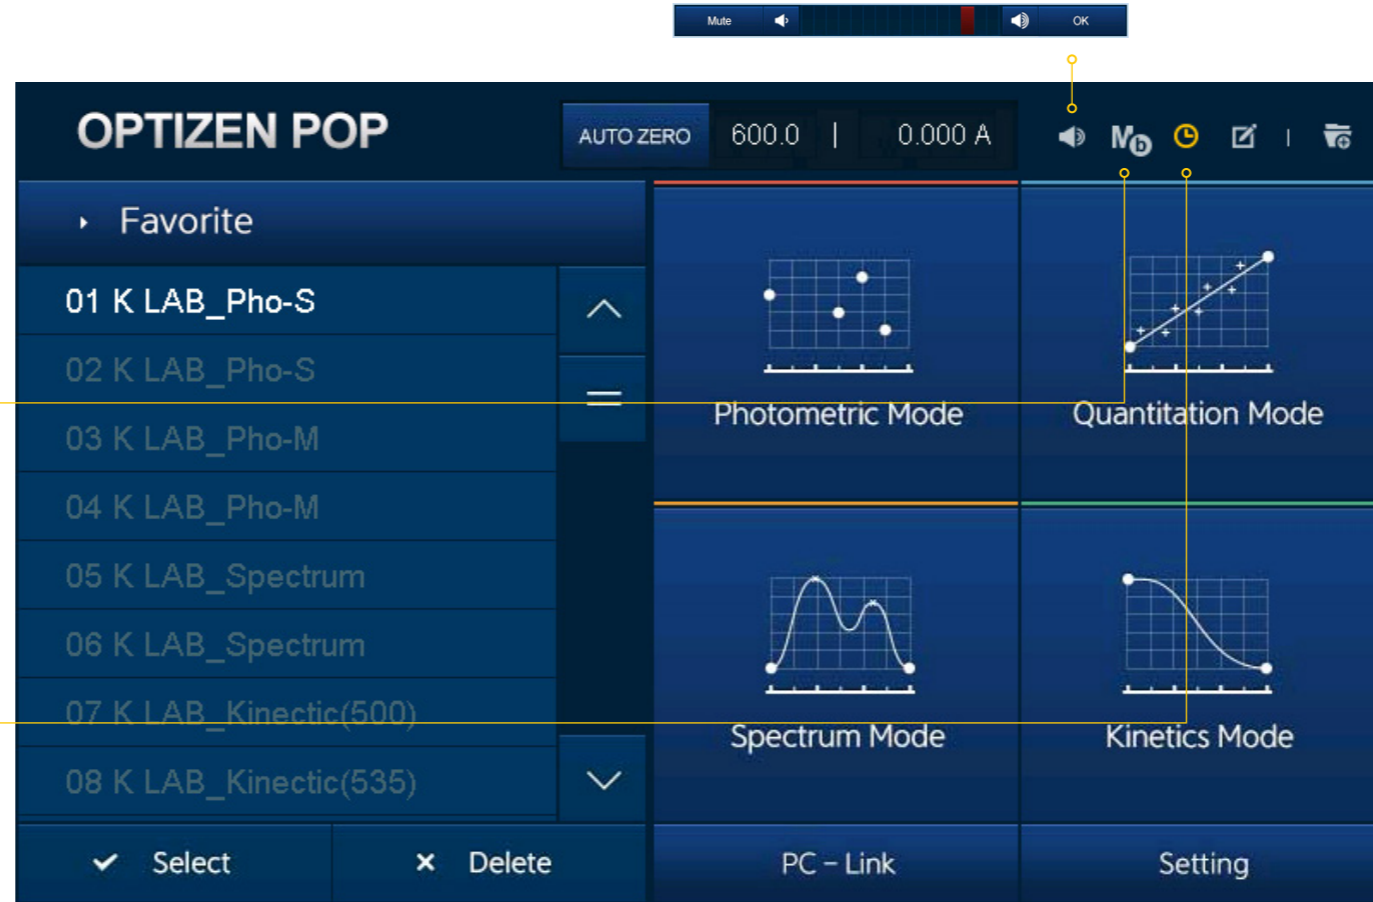 Mute OK
OPTIZEN POP
AUTO ZERO 600.0 | 0.000 A
Mb
Favorite
01 K LAB_Pho-S
02 K LAB_Pho-S
03 K LAB_Pho-M
04 K LAB_Pho-M
05 K LAB_Spectrum
06 K LAB_Spectrum
07 K LAB_Kinectic(500)
08 K LAB_Kinectic(535)
Select Delete
Photometric Mode
Quantitation Mode
Spectrum Mode
Kinetics Mode
PC – Link
Setting